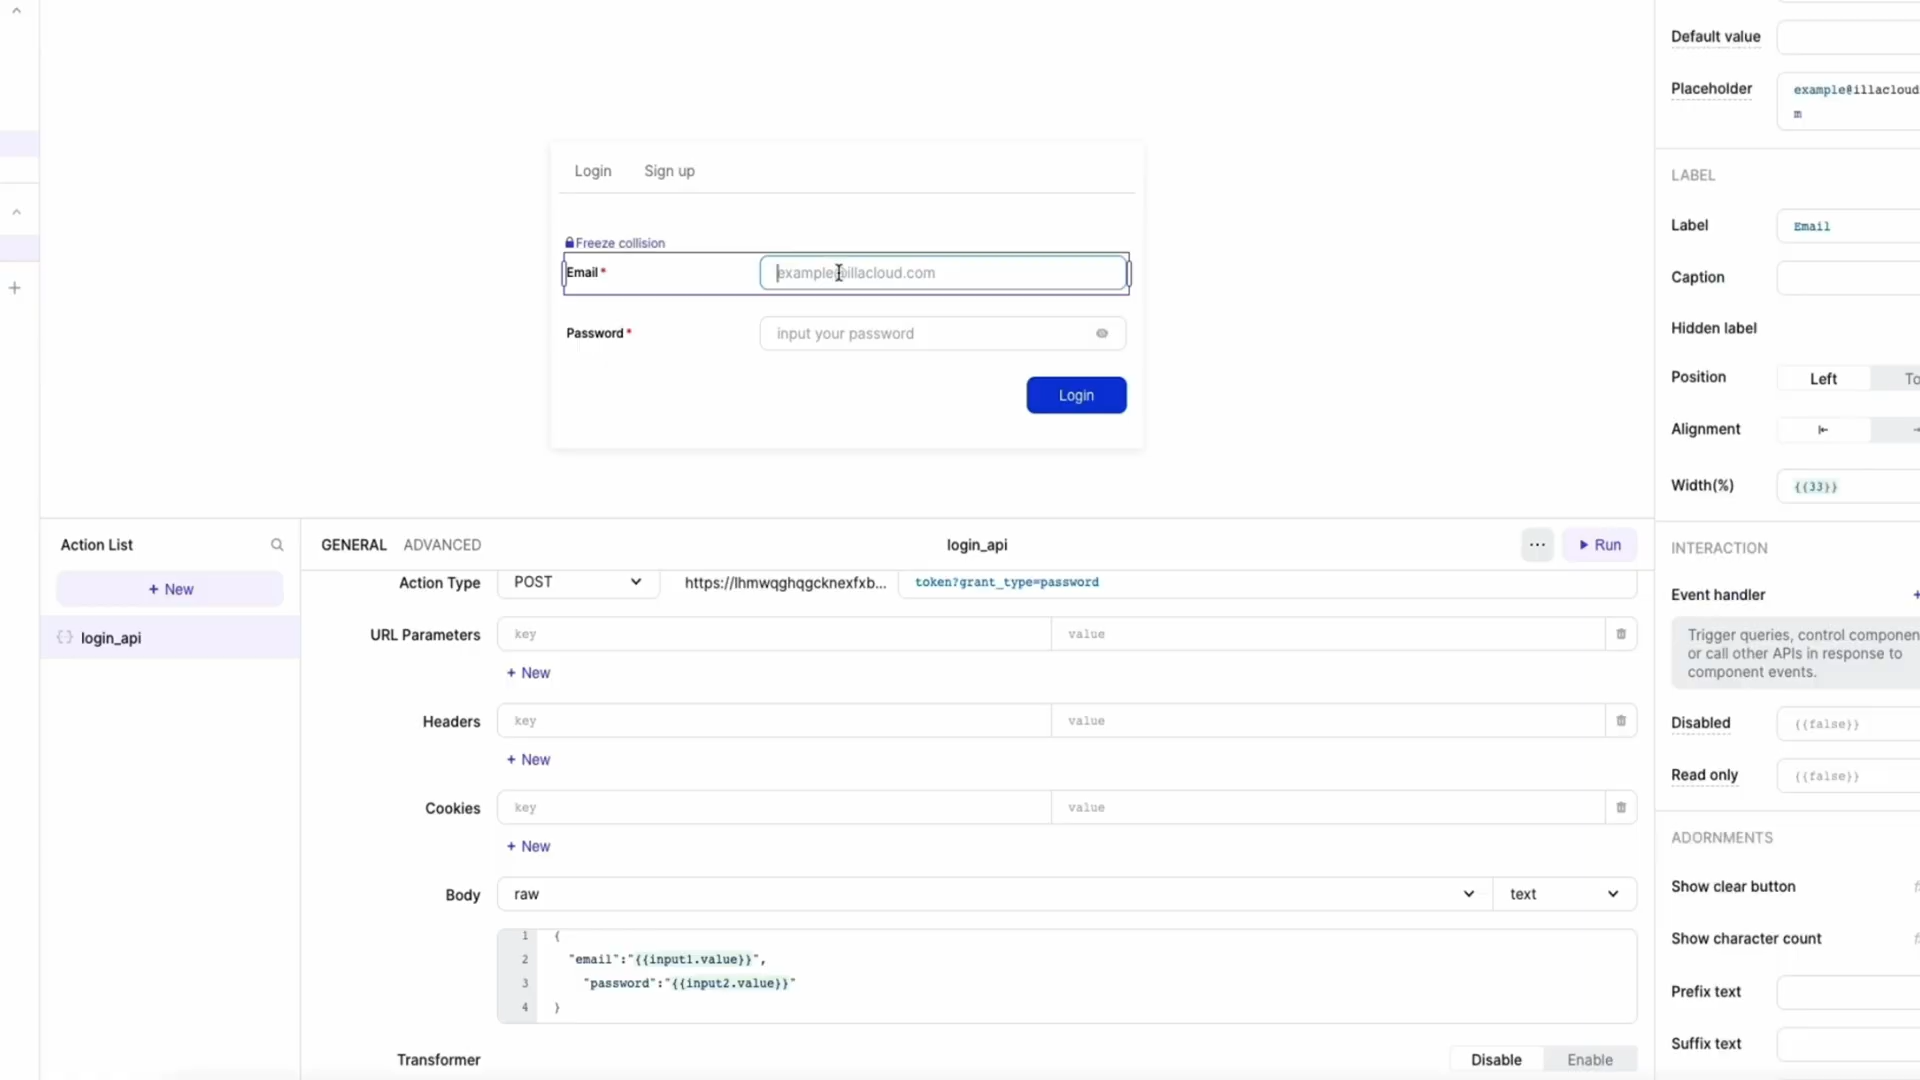 Login Sign up
Freeze collision
Email * example@illacloud.com
Password * input your password
Login
Action List
+ New
login_api
GENERAL ADVANCED login_api ... Run
Action Type POST https://lhmwqghqgcknexfxb... token?grant_type=password
URL Parameters key value
+ New
Headers key value
+ New
Cookies key value
+ New
Body raw text
1 {
2 "email":"{{input1.value}}",
3 "password":"{{input2.value}}"
4 }
Transformer Disable Enable
Default value
Placeholder example@illacloud
m
LABEL
Label Email
Caption
Hidden label
Position Left To
Alignment
Width(%) {{33}}
INTERACTION
Event handler +
Trigger queries, control componen
or call other APIs in response to
component events.
Disabled {{false}}
Read only {{false}}
ADORNMENTS
Show clear button
Show character count
Prefix text
Suffix text